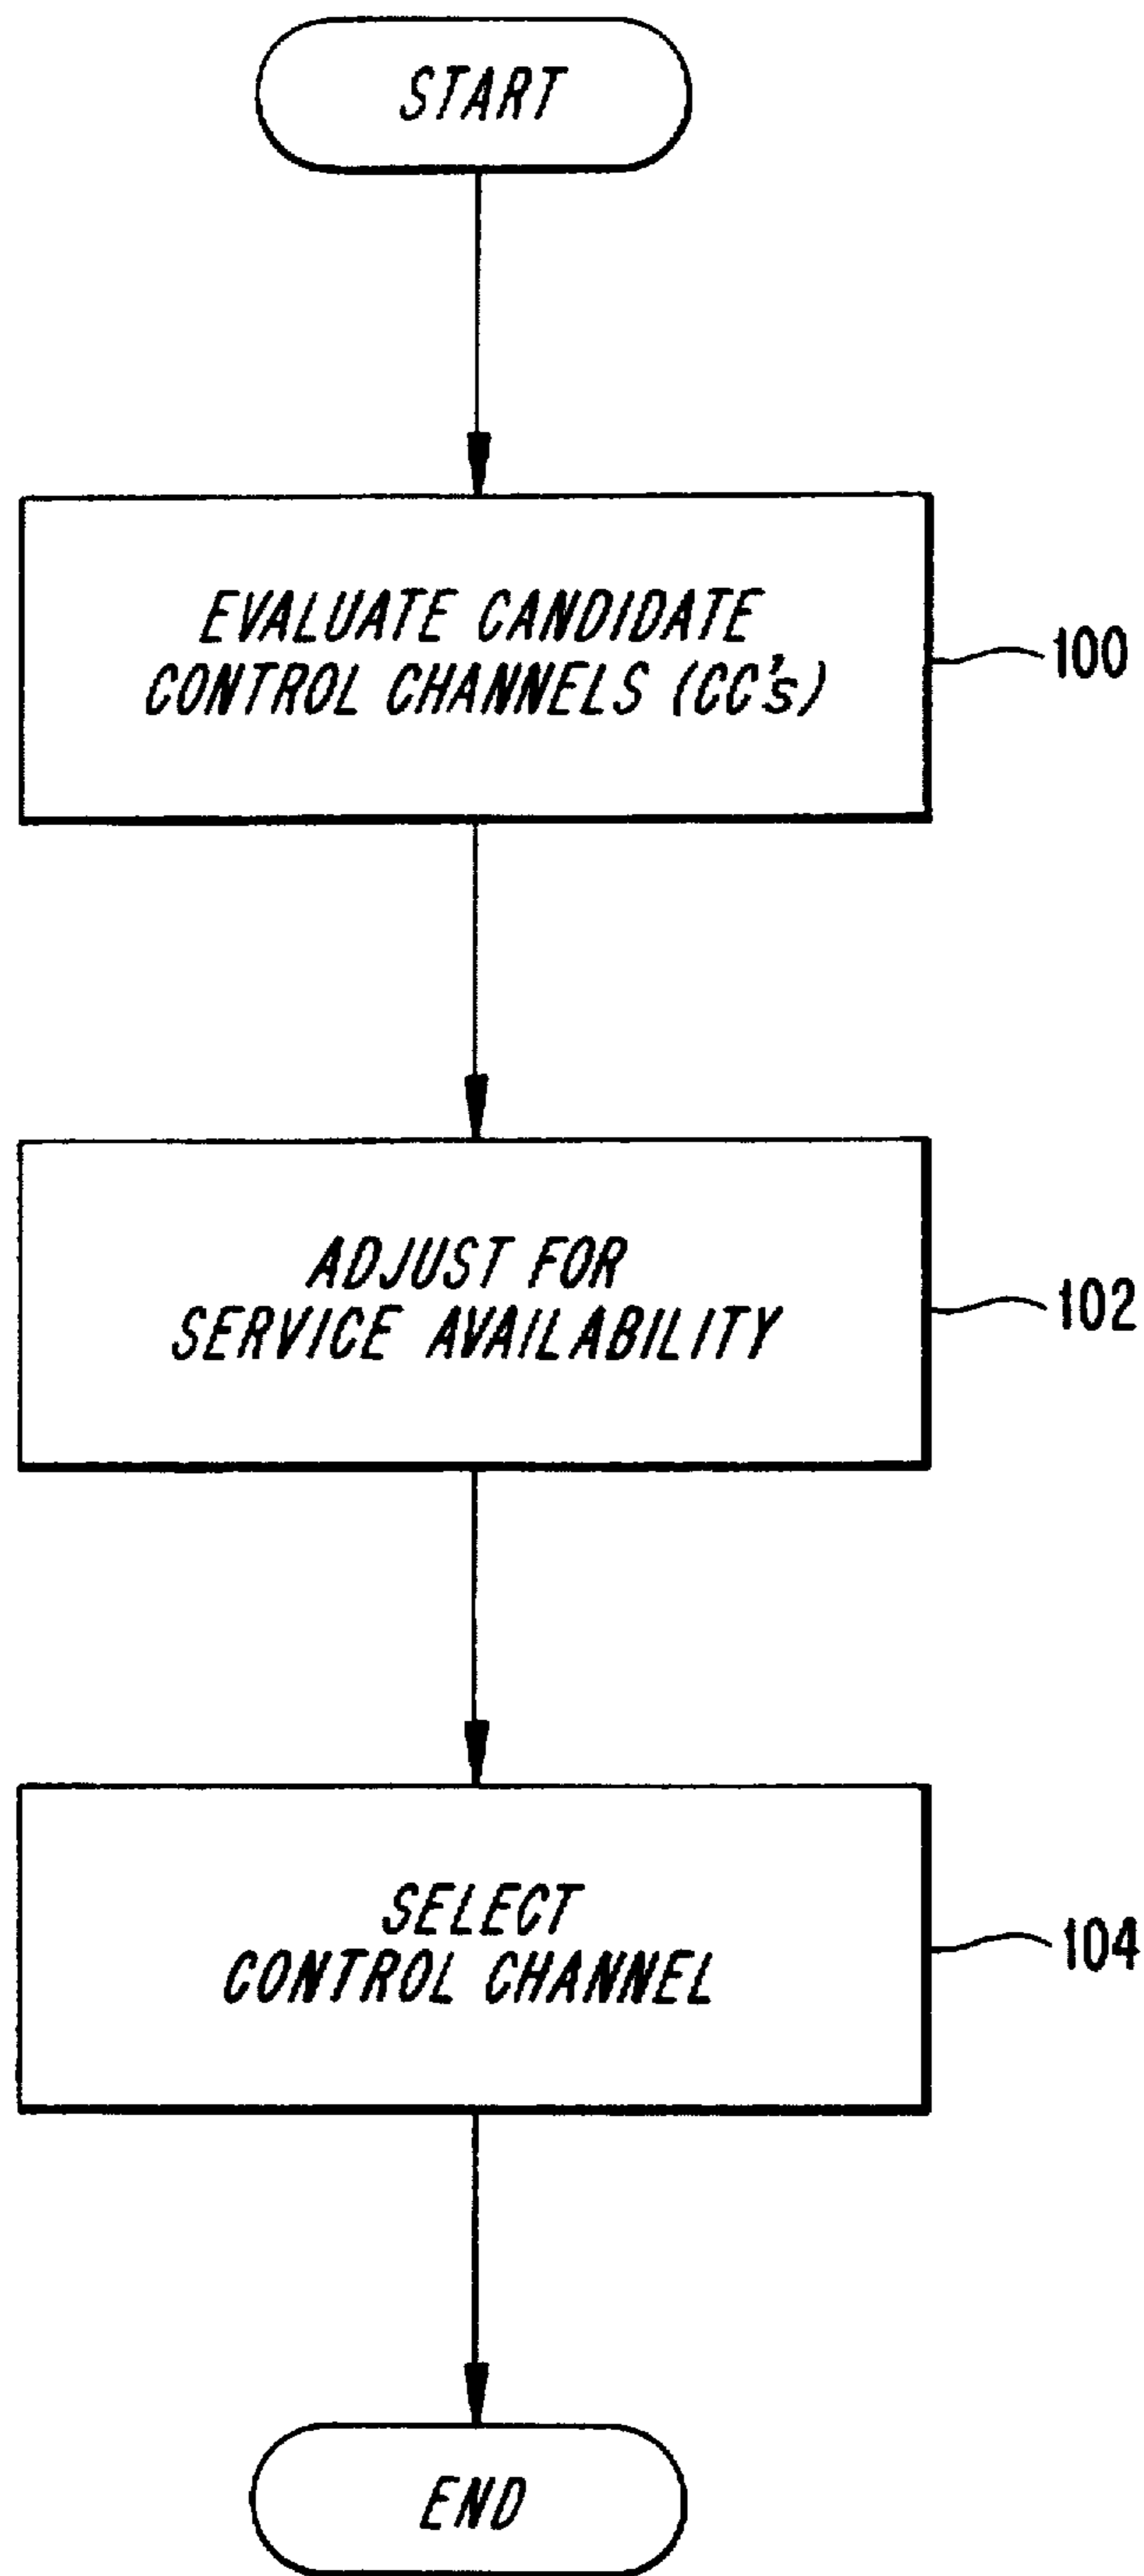 START
EVALUATE CANDIDATE
CONTROL CHANNELS (CC's)
100
ADJUST FOR
SERVICE AVAILABILITY
102
SELECT
CONTROL CHANNEL
104
END